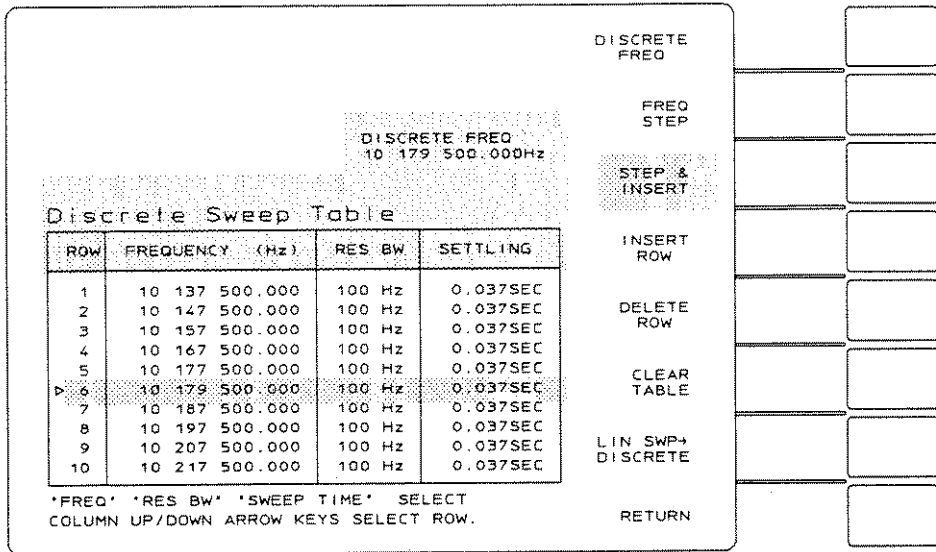 DISCRETE FREQ
10 179 500.000Hz
Discrete Sweep Table
ROW FREQUENCY (Hz) RES BW SETTLING
1 10 137 500.000 100 Hz 0.037SEC
2 10 147 500.000 100 Hz 0.037SEC
3 10 157 500.000 100 Hz 0.037SEC
4 10 167 500.000 100 Hz 0.037SEC
5 10 177 500.000 100 Hz 0.037SEC
6 10 179 500.000 100 Hz 0.037SEC
7 10 187 500.000 100 Hz 0.037SEC
8 10 197 500.000 100 Hz 0.037SEC
9 10 207 500.000 100 Hz 0.037SEC
10 10 217 500.000 100 Hz 0.037SEC
"FREQ" "RES BW" "SWEEP TIME" SELECT
COLUMN UP/DOWN ARROW KEYS SELECT ROW.
DISCRETE
FREQ
FREQ
STEP
STEP &
INSERT
INSERT
ROW
DELETE
ROW
CLEAR
TABLE
LIN SWP→
DISCRETE
RETURN